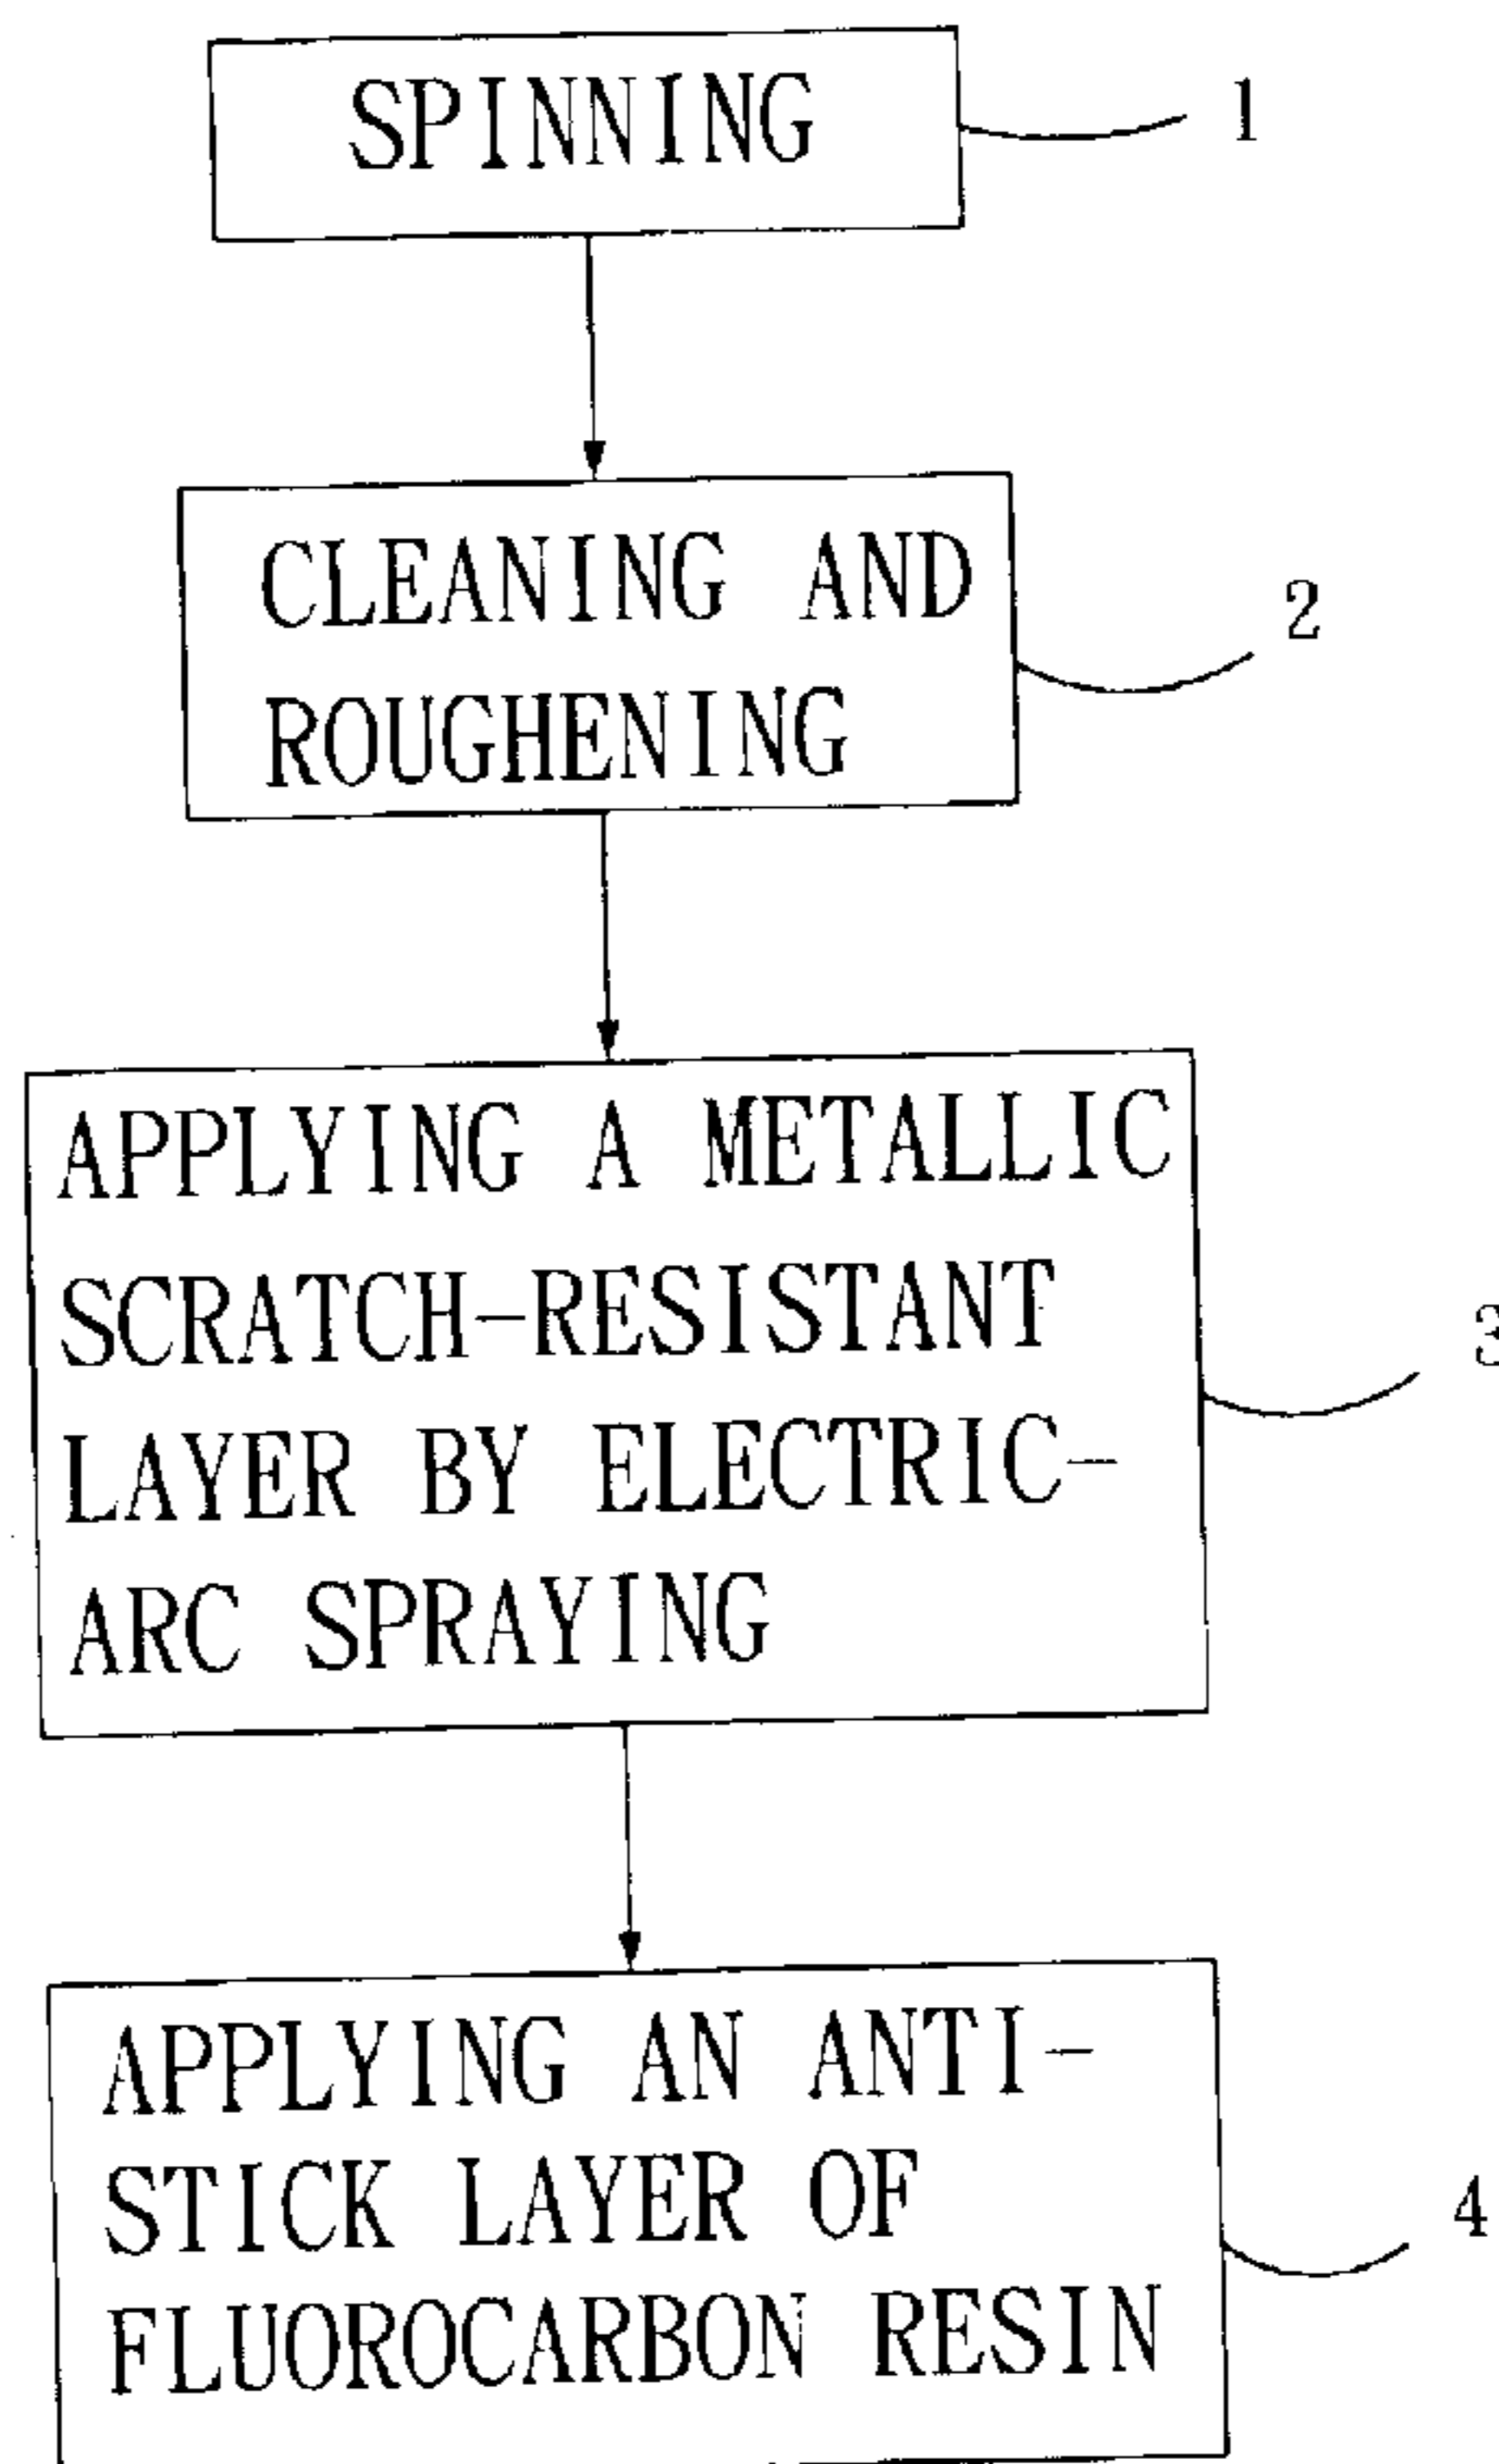 SPINNING
1
CLEANING AND
ROUGHENING
2
APPLYING A METALLIC
SCRATCH-RESISTANT
LAYER BY ELECTRIC-
ARC SPRAYING
3
APPLYING AN ANTI-
STICK LAYER OF
FLUOROCARBON RESIN
4